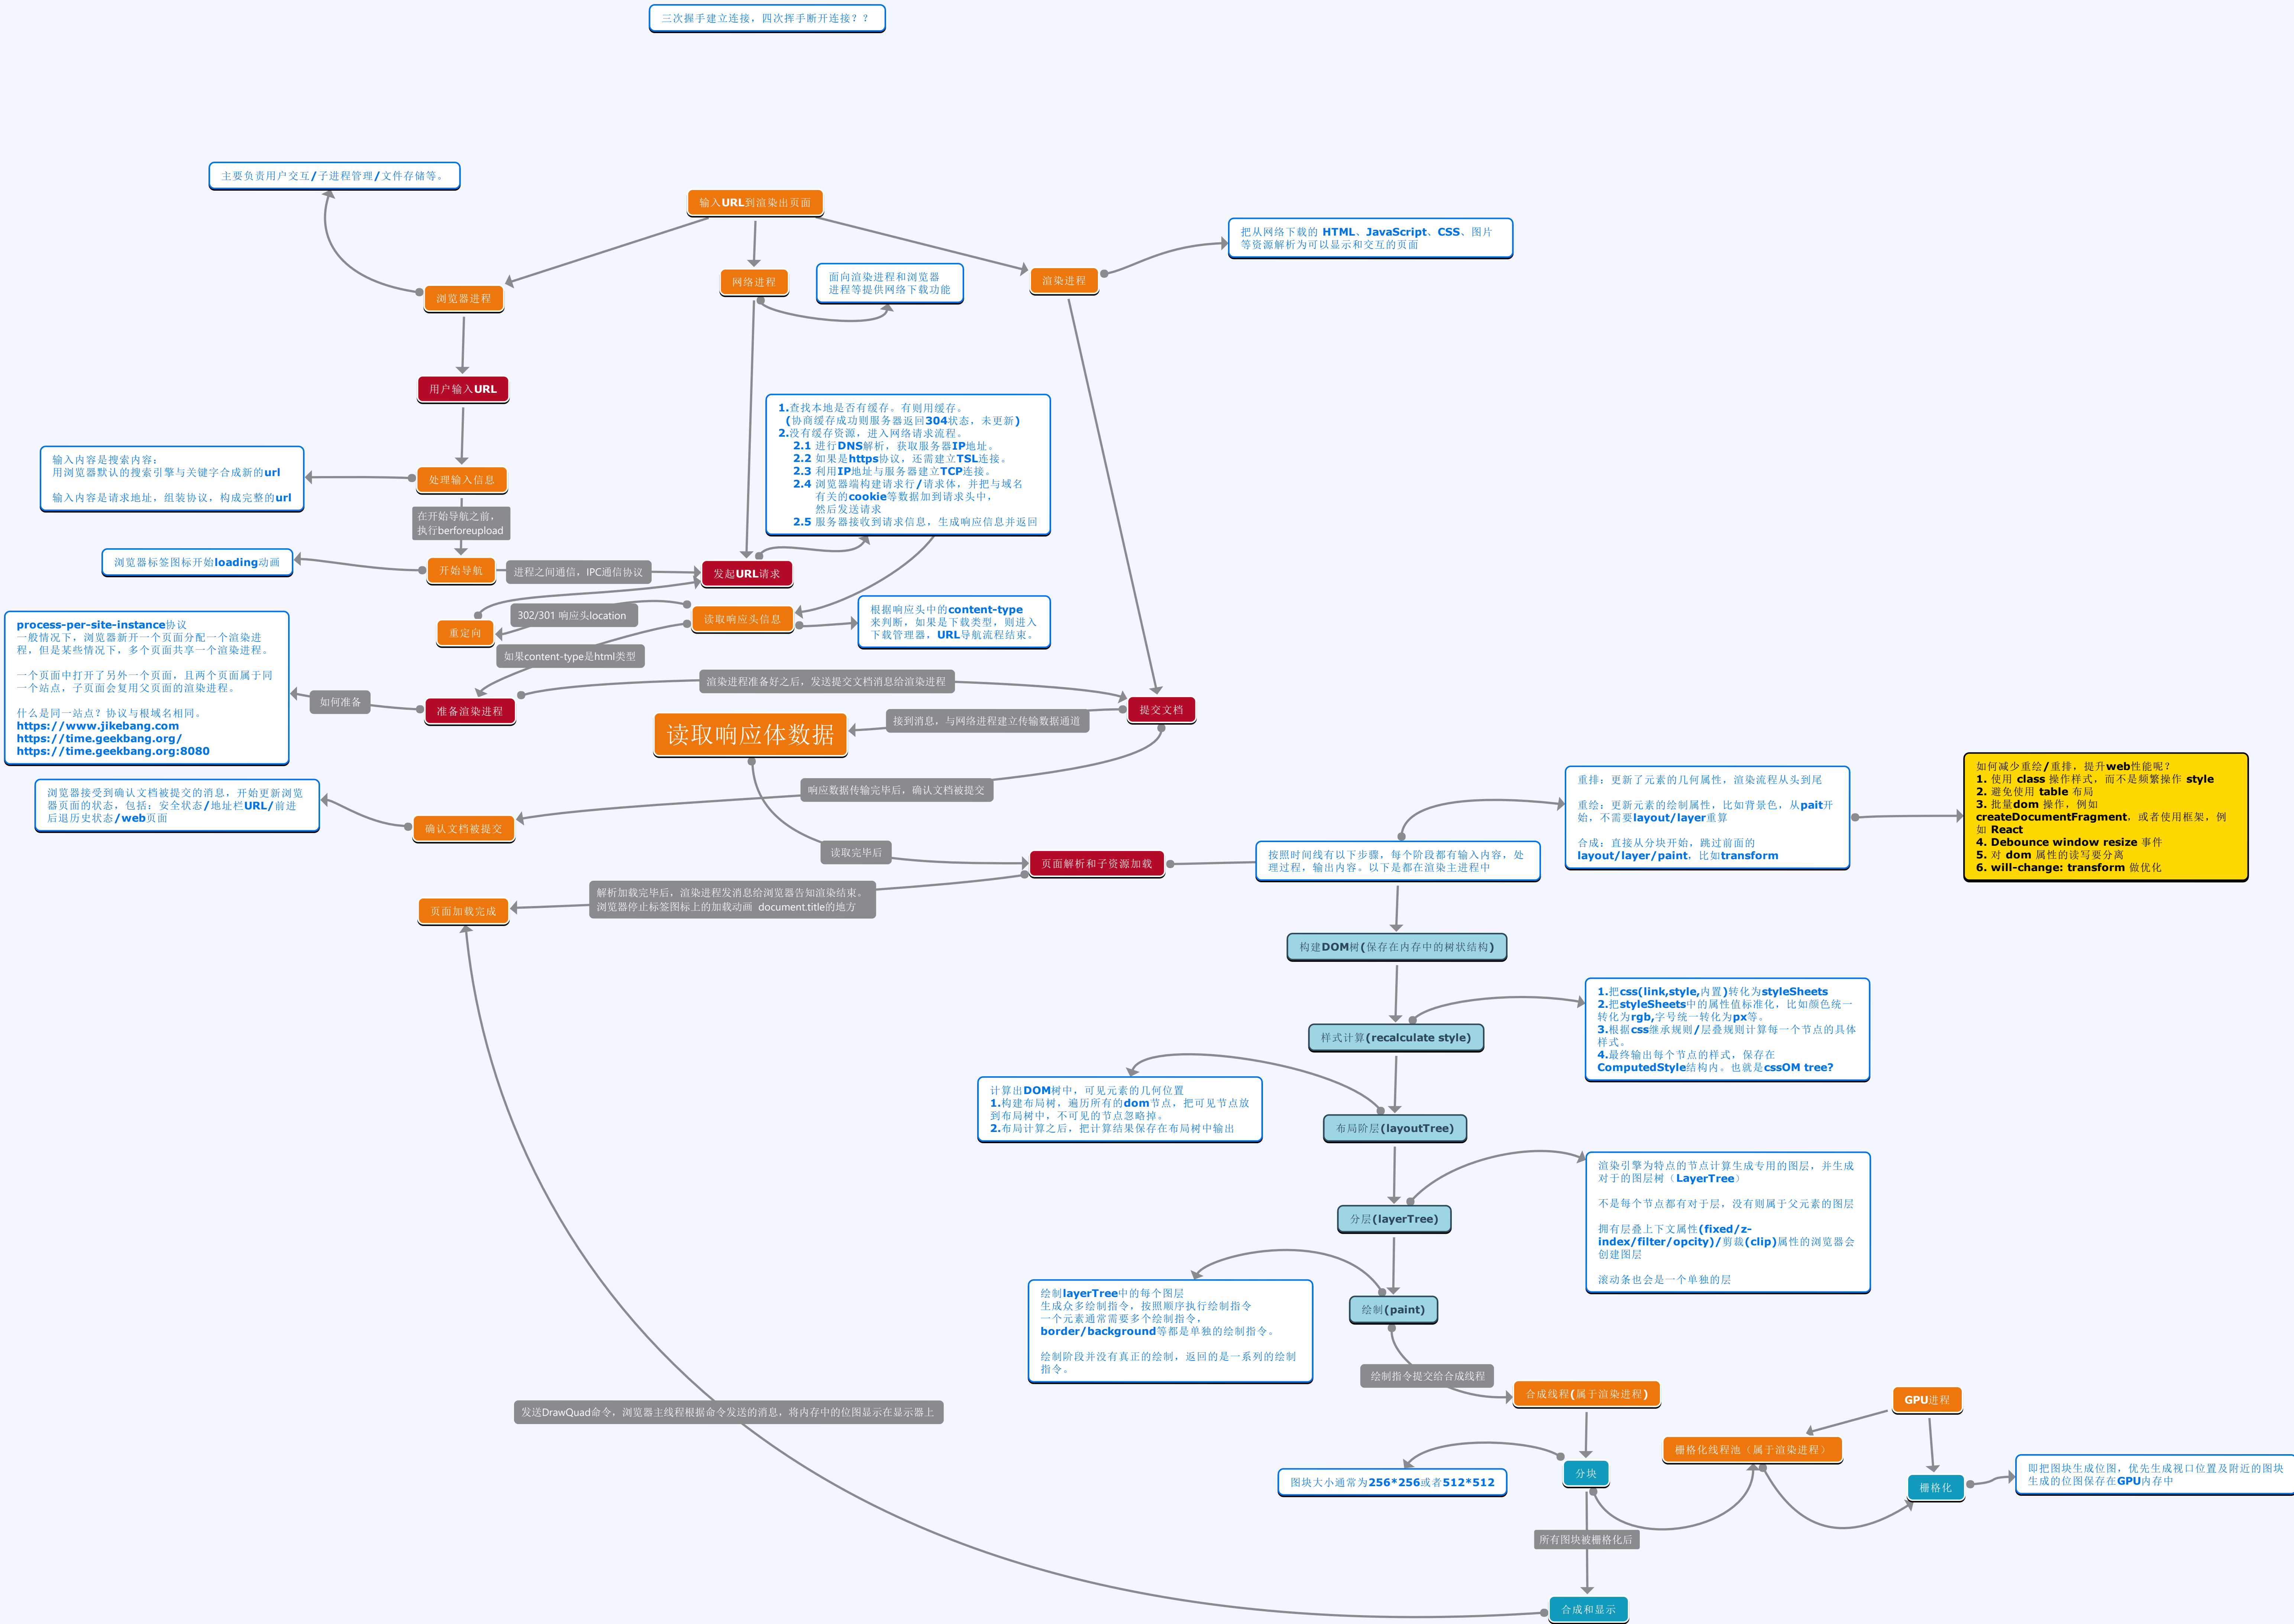 三次握手建立连接，四次挥手断开连接？？
主要负责用户交互/子进程管理/文件存储等。
输入URL到渲染出页面
把从网络下载的 HTML、JavaScript、CSS、图片
等资源解析为可以显示和交互的页面
浏览器进程
网络进程
面向渲染进程和浏览器
进程等提供网络下载功能
渲染进程
用户输入URL
1.查找本地是否有缓存。有则用缓存。
(协商缓存成功则服务器返回304状态，未更新)
2.没有缓存资源，进入网络请求流程。
2.1 进行DNS解析，获取服务器IP地址。
2.2 如果是https协议，还需建立TSL连接。
2.3 利用IP地址与服务器建立TCP连接。
2.4 浏览器端构建请求行/请求体，并把与域名
有关的cookie等数据加到请求头中，
然后发送请求
2.5 服务器接收到请求信息，生成响应信息并返回
输入内容是搜索内容：
用浏览器默认的搜索引擎与关键字合成新的url
输入内容是请求地址，组装协议，构成完整的url
处理输入信息
在开始导航之前，
执行berforeupload
浏览器标签图标开始loading动画
开始导航
进程之间通信，IPC通信协议
发起URL请求
302/301 响应头location
重定向
读取响应头信息
根据响应头中的content-type
来判断，如果是下载类型，则进入
下载管理器，URL导航流程结束。
如果content-type是html类型
process-per-site-instance协议
一般情况下，浏览器新开一个页面分配一个渲染进
程，但是某些情况下，多个页面共享一个渲染进程。
一个页面中打开了另外一个页面，且两个页面属于同
一个站点，子页面会复用父页面的渲染进程。
什么是同一站点？协议与根域名相同。
https://www.jikebang.com
https://time.geekbang.org/
https://time.geekbang.org:8080
如何准备
准备渲染进程
渲染进程准备好之后，发送提交文档消息给渲染进程
提交文档
接到消息，与网络进程建立传输数据通道
读取响应体数据
响应数据传输完毕后，确认文档被提交
浏览器接受到确认文档被提交的消息，开始更新浏览
器页面的状态，包括：安全状态/地址栏URL/前进
后退历史状态/web页面
确认文档被提交
读取完毕后
页面解析和子资源加载
按照时间线有以下步骤，每个阶段都有输入内容，处
理过程，输出内容。以下是都在渲染主进程中
重排：更新了元素的几何属性，渲染流程从头到尾
重绘：更新元素的绘制属性，比如背景色，从pait开
始，不需要layout/layer重算
合成：直接从分块开始，跳过前面的
layout/layer/paint，比如transform
如何减少重绘/重排，提升web性能呢？
1. 使用 class 操作样式，而不是频繁操作 style
2. 避免使用 table 布局
3. 批量dom 操作，例如
createDocumentFragment，或者使用框架，例
如 React
4. Debounce window resize 事件
5. 对 dom 属性的读写要分离
6. will-change: transform 做优化
解析加载完毕后，渲染进程发消息给浏览器告知渲染结束。
浏览器停止标签图标上的加载动画 document.title的地方
页面加载完成
构建DOM树(保存在内存中的树状结构)
样式计算(recalculate style)
1.把css(link,style,内置)转化为styleSheets
2.把styleSheets中的属性值标准化，比如颜色统一
转化为rgb,字号统一转化为px等。
3.根据css继承规则/层叠规则计算每一个节点的具体
样式。
4.最终输出每个节点的样式，保存在
ComputedStyle结构内。也就是cssOM tree?
计算出DOM树中，可见元素的几何位置
1.构建布局树，遍历所有的dom节点，把可见节点放
到布局树中，不可见的节点忽略掉。
2.布局计算之后，把计算结果保存在布局树中输出
布局阶层(layoutTree)
渲染引擎为特点的节点计算生成专用的图层，并生成
对于的图层树（LayerTree）
不是每个节点都有对于层，没有则属于父元素的图层
拥有层叠上下文属性(fixed/z-
index/filter/opcity)/剪裁(clip)属性的浏览器会
创建图层
滚动条也会是一个单独的层
分层(layerTree)
绘制layerTree中的每个图层
生成众多绘制指令，按照顺序执行绘制指令
一个元素通常需要多个绘制指令，
border/background等都是单独的绘制指令。
绘制阶段并没有真正的绘制，返回的是一系列的绘制
指令。
绘制(paint)
绘制指令提交给合成线程
合成线程(属于渲染进程)
GPU进程
发送DrawQuad命令，浏览器主线程根据命令发送的消息，将内存中的位图显示在显示器上
栅格化线程池（属于渲染进程）
图块大小通常为256*256或者512*512
分块
栅格化
即把图块生成位图，优先生成视口位置及附近的图块
生成的位图保存在GPU内存中
所有图块被栅格化后
合成和显示